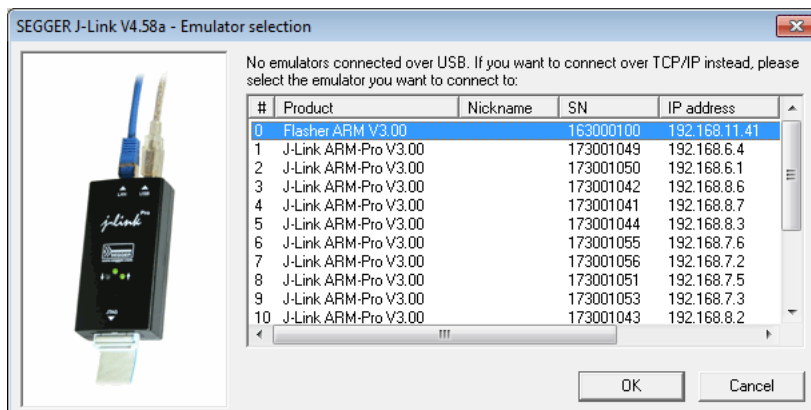 SEGGER J-Link V4.58a - Emulator selection
No emulators connected over USB. If you want to connect over TCP/IP instead, please
select the emulator you want to connect to:
# Product Nickname SN IP address
0 Flasher ARM V3.00 163000100 192.168.11.41
1 J-Link ARM-Pro V3.00 173001049 192.168.6.4
2 J-Link ARM-Pro V3.00 173001050 192.168.6.1
3 J-Link ARM-Pro V3.00 173001042 192.168.8.6
4 J-Link ARM-Pro V3.00 173001041 192.168.8.7
5 J-Link ARM-Pro V3.00 173001044 192.168.8.3
6 J-Link ARM-Pro V3.00 173001055 192.168.7.6
7 J-Link ARM-Pro V3.00 173001056 192.168.7.2
8 J-Link ARM-Pro V3.00 173001051 192.168.7.5
9 J-Link ARM-Pro V3.00 173001053 192.168.7.3
10 J-Link ARM-Pro V3.00 173001043 192.168.8.2
LAN USB
j-link Pro
SEGGER
JTAG
OK Cancel